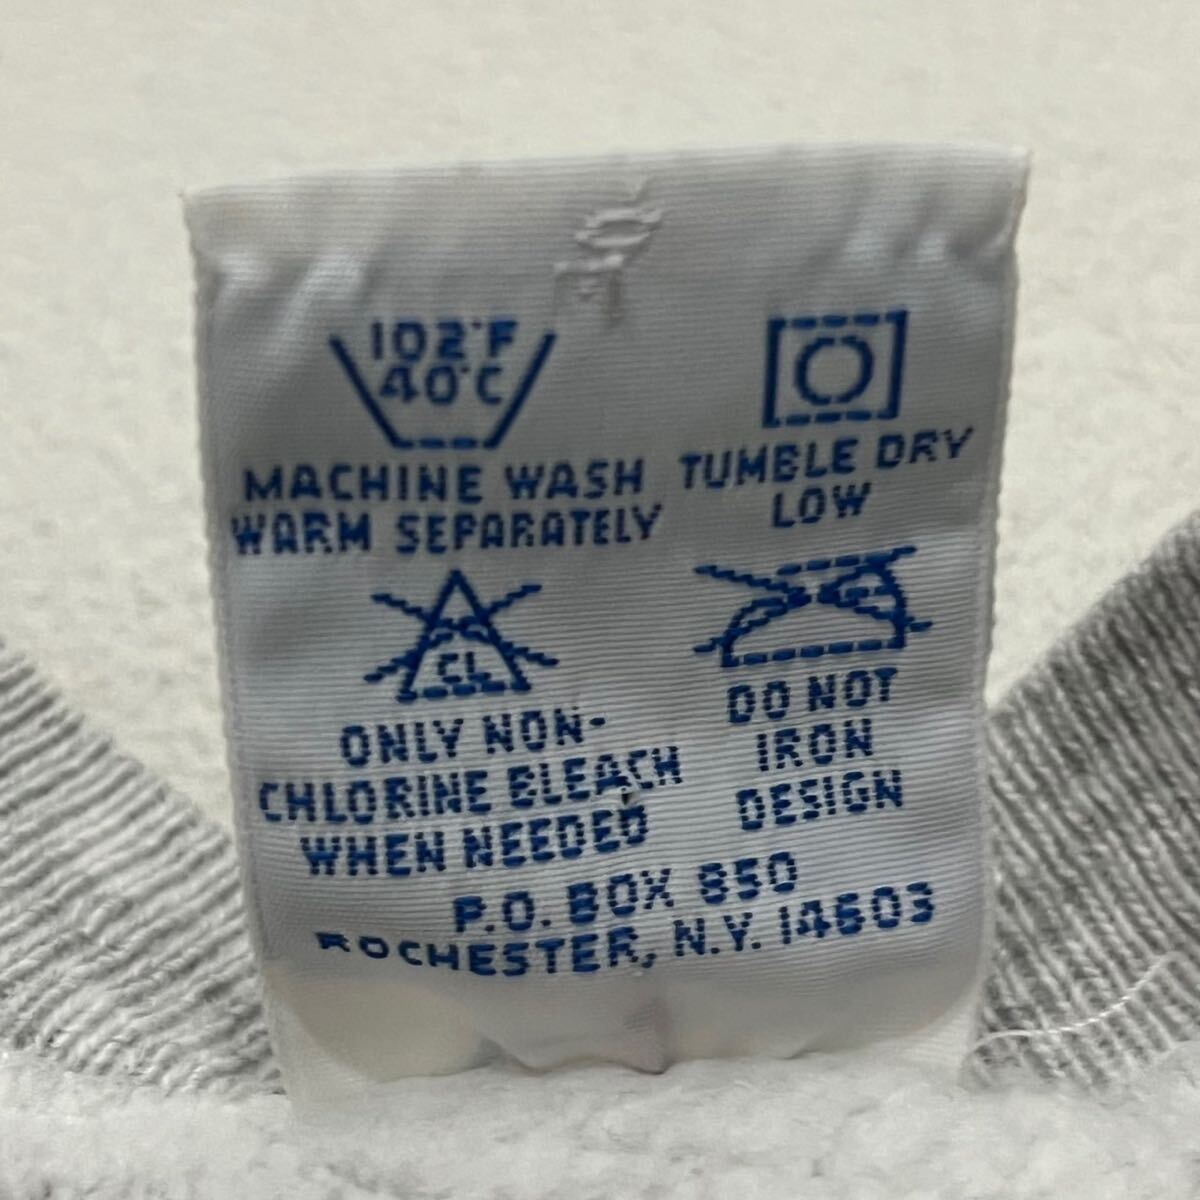 102°F
40°C
MACHINE WASH
WARM SEPARATELY
TUMBLE DRY
LOW
CL
ONLY NON-
CHLORINE BLEACH
WHEN NEEDED
DO NOT
IRON
DESIGN
P.O. BOX 850
ROCHESTER, N.Y. 14603